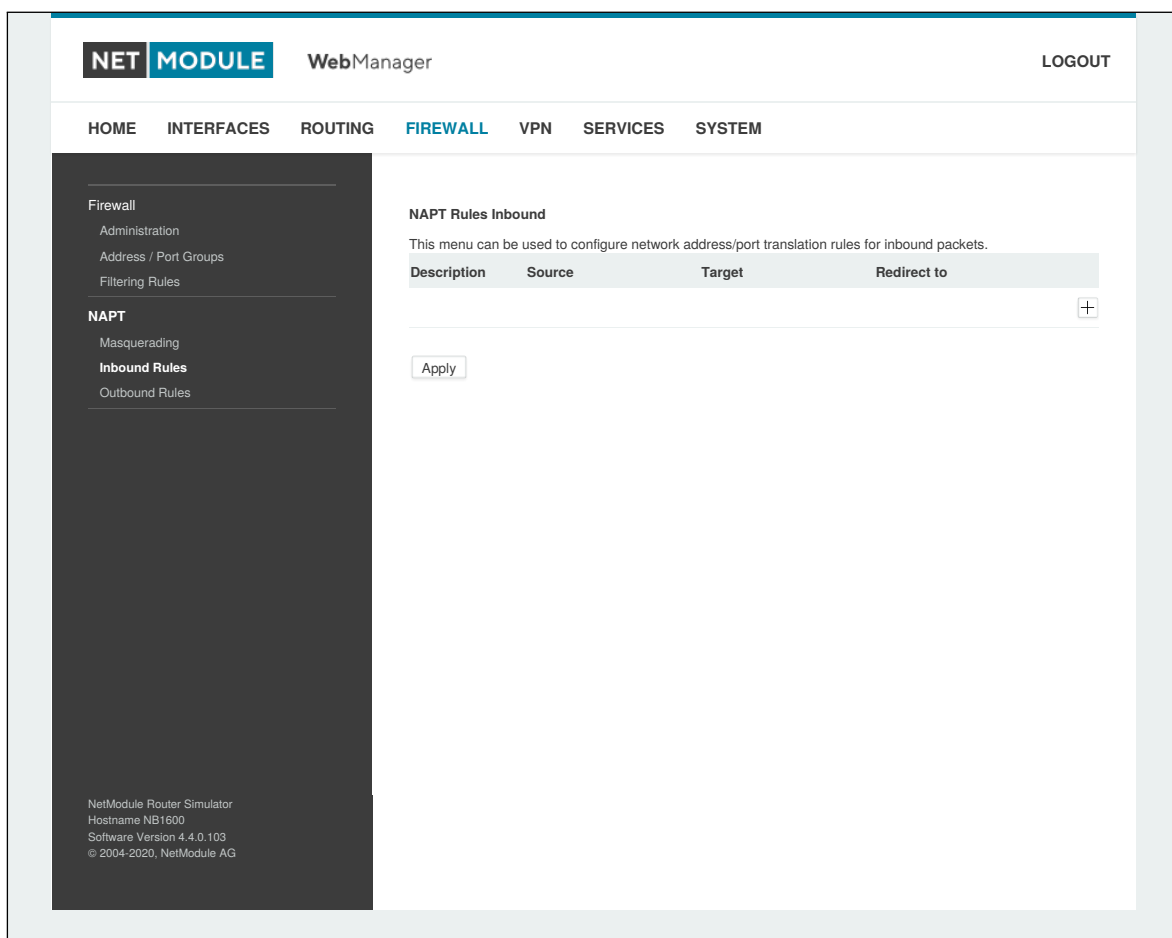 NET MODULE WebManager LOGOUT
HOME INTERFACES ROUTING FIREWALL VPN SERVICES SYSTEM
Firewall
Administration
Address / Port Groups
Filtering Rules
NAPT
Masquerading
Inbound Rules
Outbound Rules
NAPT Rules Inbound
This menu can be used to configure network address/port translation rules for inbound packets.
Description Source Target Redirect to
Apply
NetModule Router Simulator
Hostname NB1600
Software Version 4.4.0.103
© 2004-2020, NetModule AG